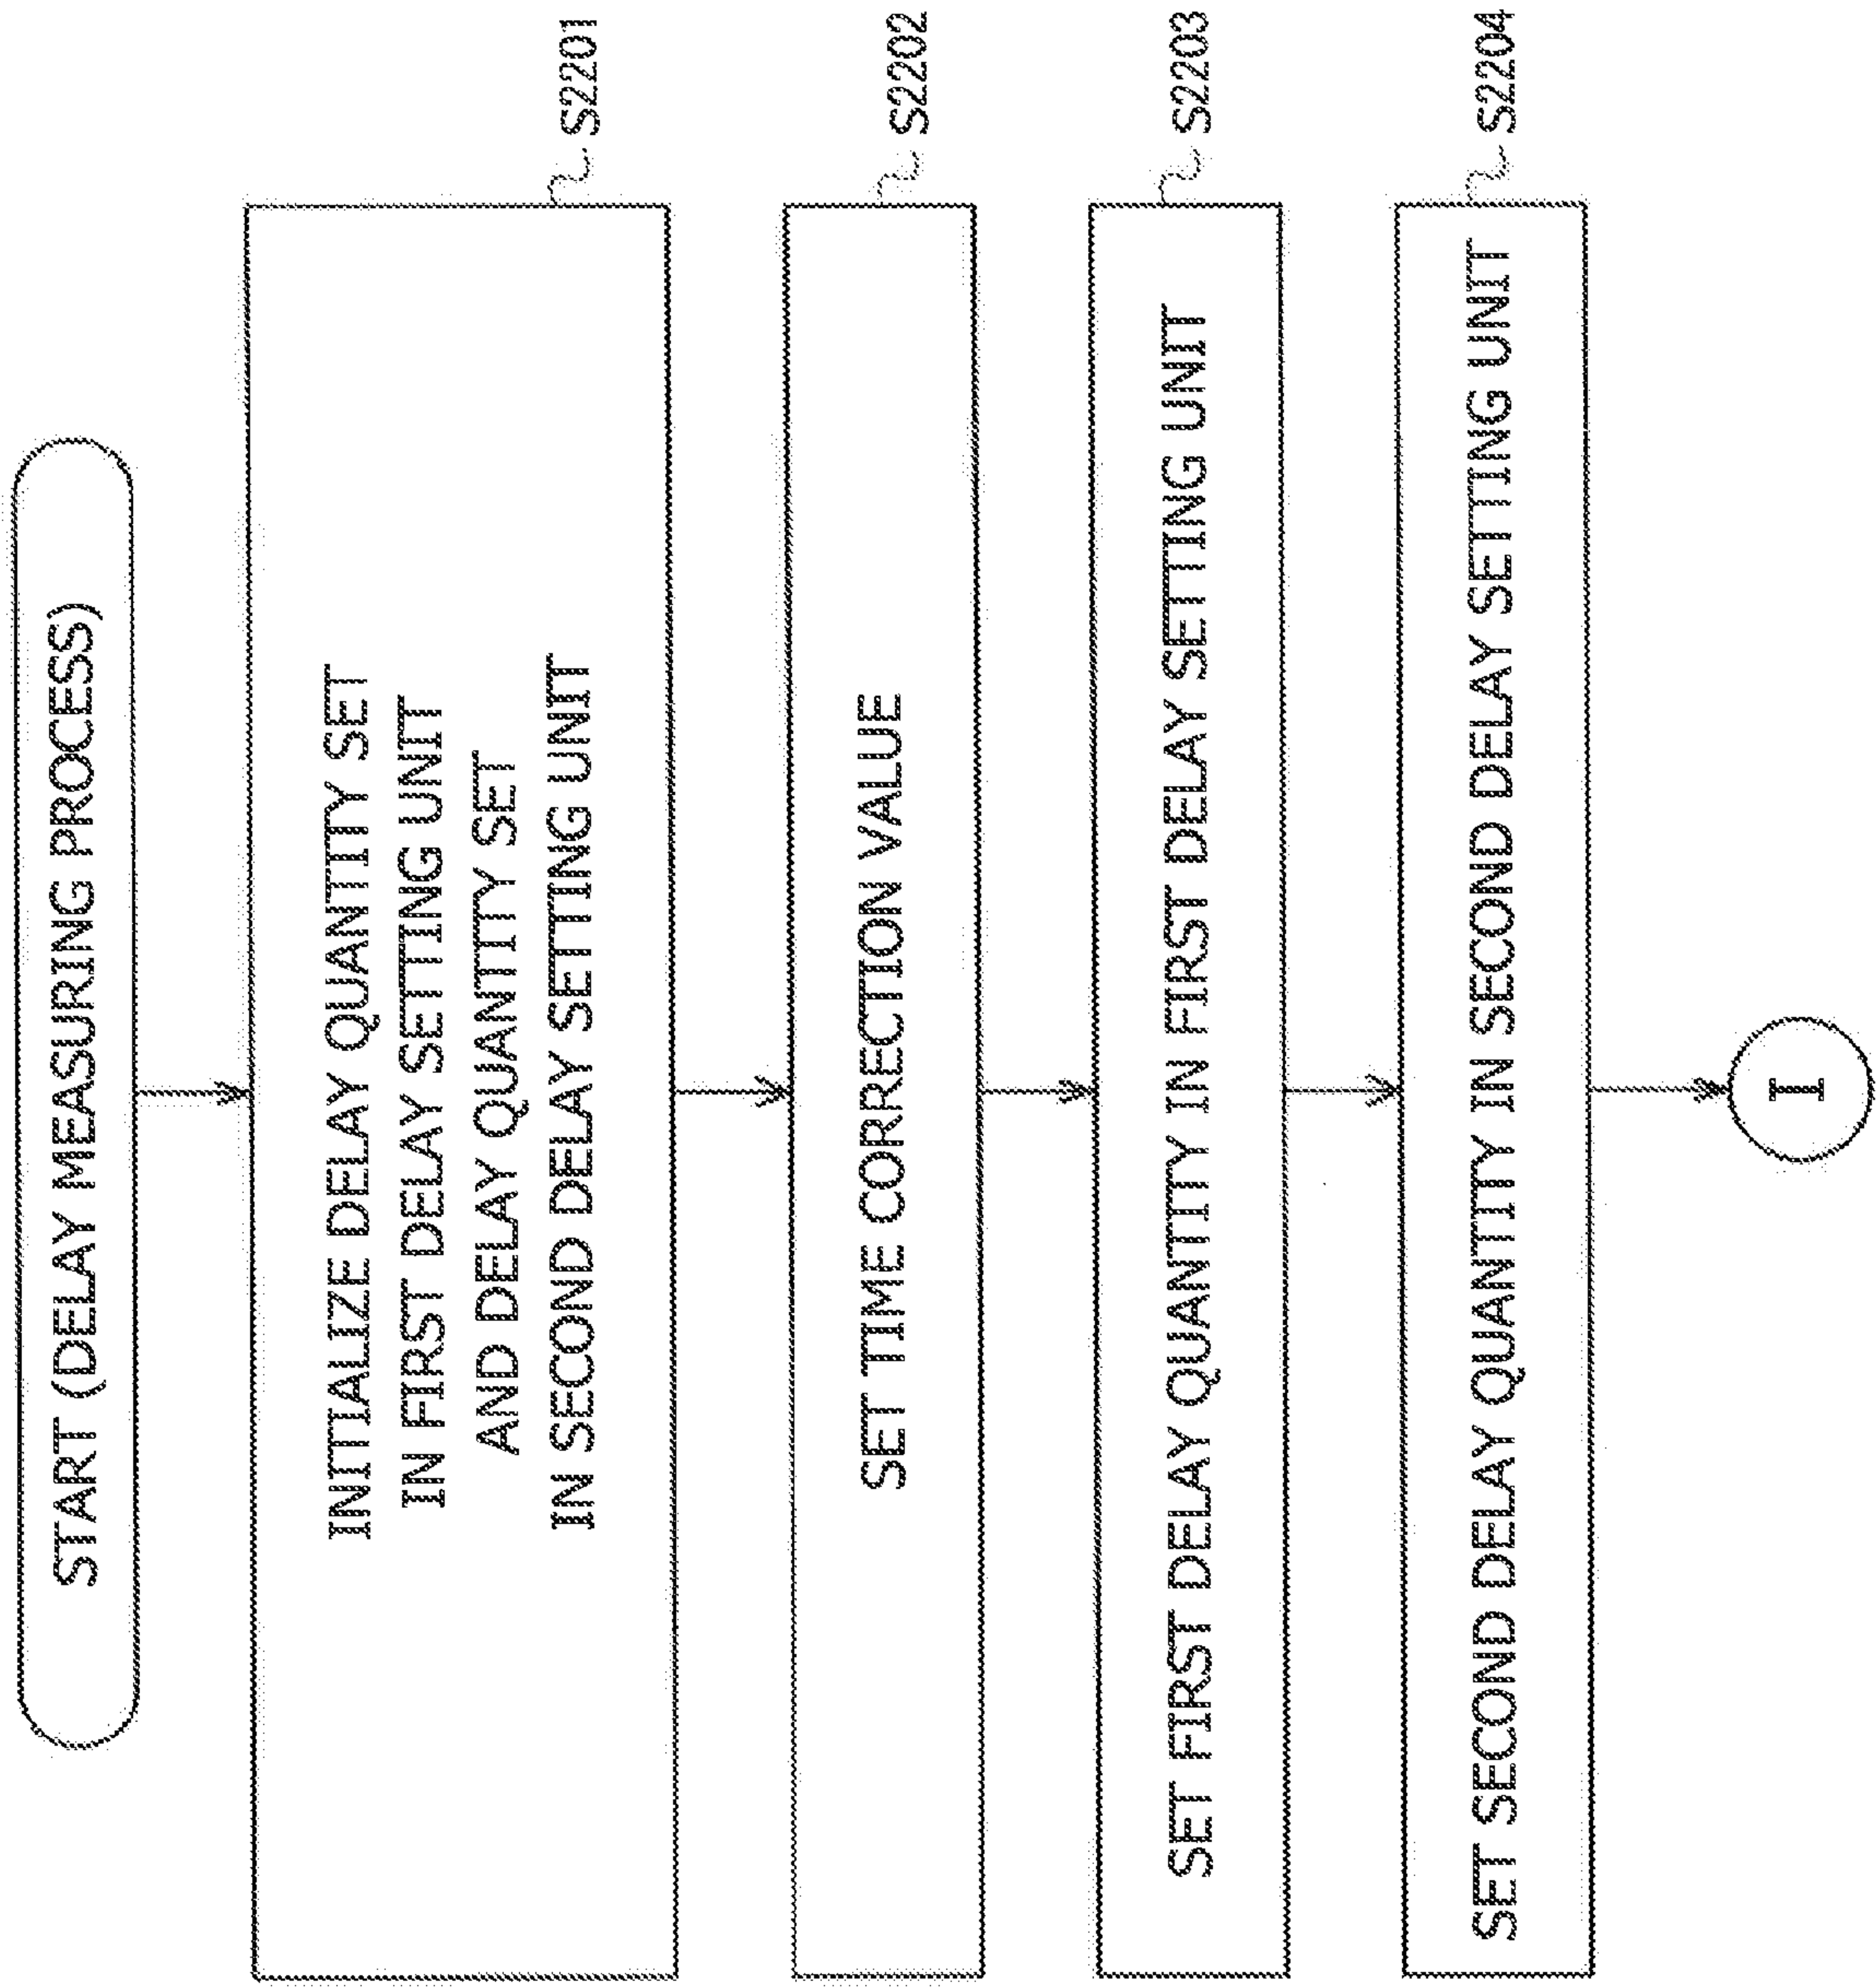 START (DELAY MEASURING PROCESS)
INITIALIZE DELAY QUANTITY SET
IN FIRST DELAY SETTING UNIT
AND DELAY QUANTITY SET
IN SECOND DELAY SETTING UNIT
S2201
SET TIME CORRECTION VALUE
S2202
SET FIRST DELAY QUANTITY IN FIRST DELAY SETTING UNIT
S2203
SET SECOND DELAY QUANTITY IN SECOND DELAY SETTING UNIT
S2204
I